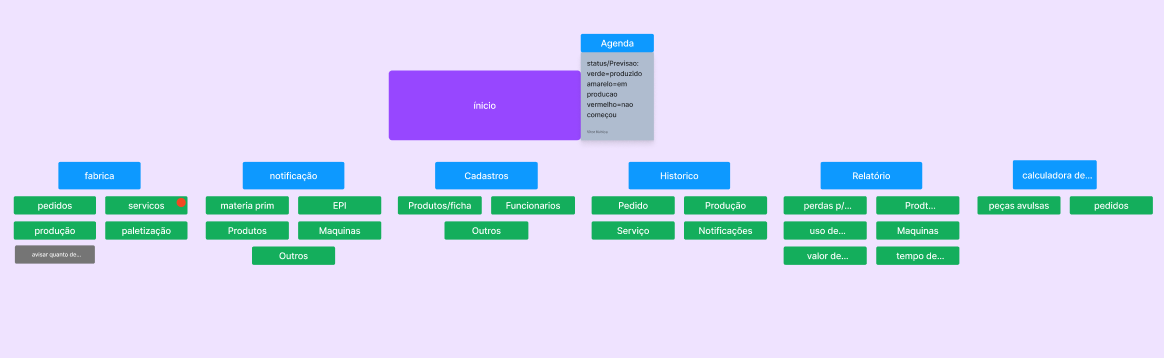 Agenda
status/Previsao:
verde=produzido
amarelo=em
producao
vermelho=nao
começou
ínicio
fabrica
notificação
Cadastros
Historico
Relatório
calculadora de...
pedidos
servicos
materia prim
EPI
Produtos/ficha
Funcionarios
Pedido
Produção
perdas p/...
Prodt...
peças avulsas
pedidos
produção
paletização
Produtos
Maquinas
Outros
Serviço
Notificações
uso de...
Maquinas
avisar quanto de...
Outros
valor de...
tempo de...